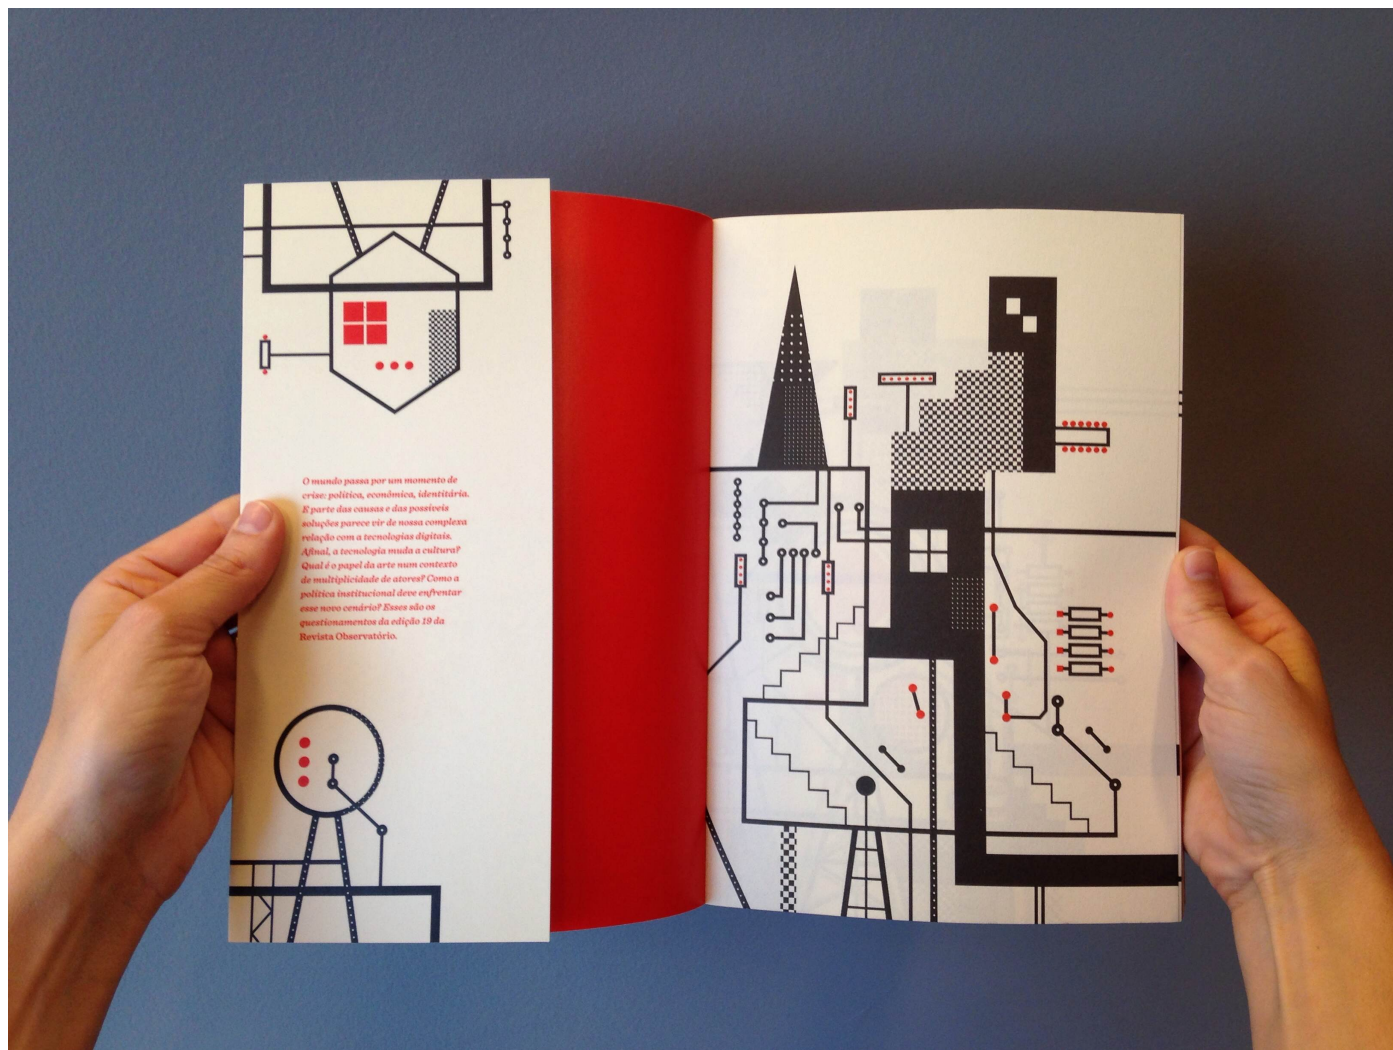 O mundo passa por um momento de
crise: política, econômica, identitária.
E parte das causas e das possíveis
soluções parece vir de nossa complexa
relação com a tecnologias digitais.
Afinal, a tecnologia muda a cultura?
Qual é o papel da arte num contexto
de multiplicidade de atores? Como a
política institucional deve enfrentar
esse novo cenário? Esses são os
questionamentos da edição 19 da
Revista Observatório.